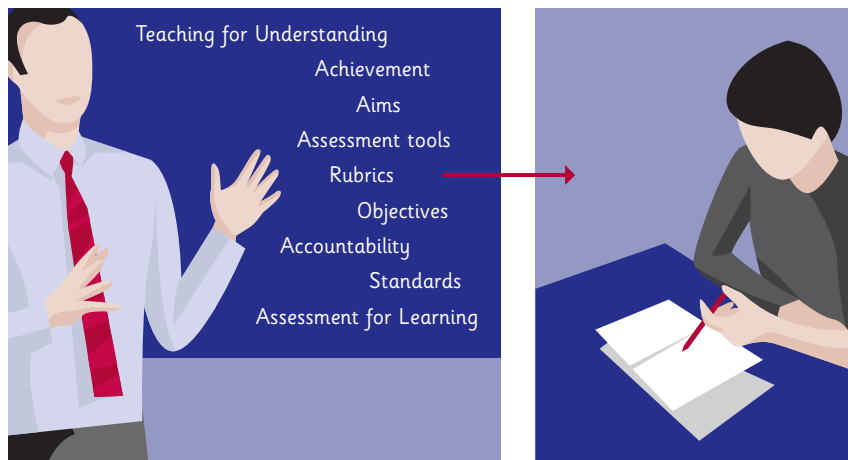 Teaching for Understanding
Achievement
Aims
Assessment tools
Rubrics
Objectives
Accountability
Standards
Assessment for Learning